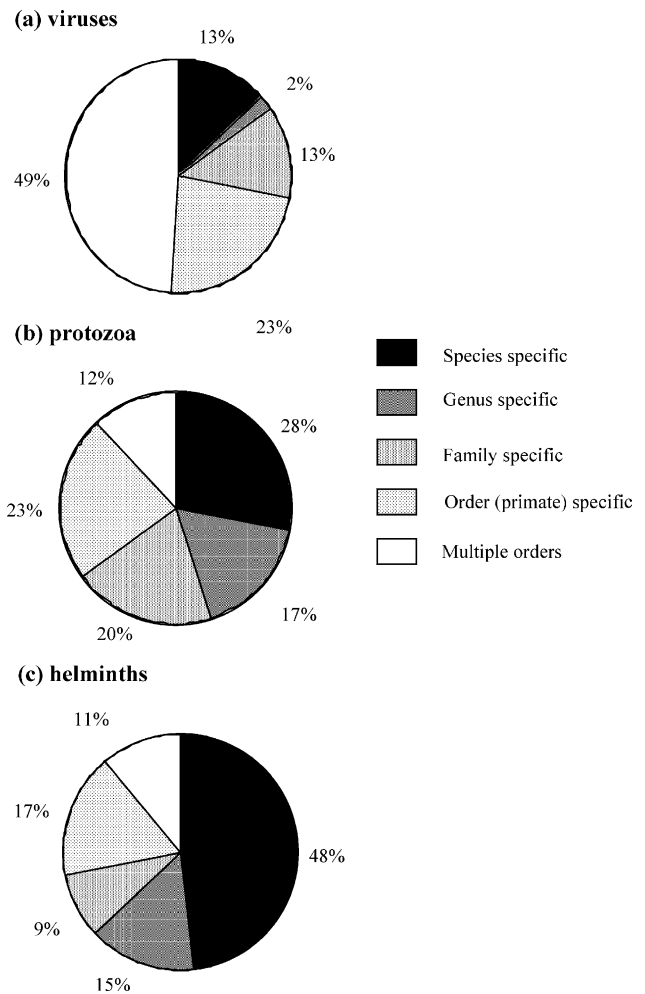 (a) viruses
13%
2%
13%
49%
23%
(b) protozoa
12%
28%
23%
17%
20%
Species specific
Genus specific
Family specific
Order (primate) specific
Multiple orders
(c) helminths
11%
17%
48%
9%
15%